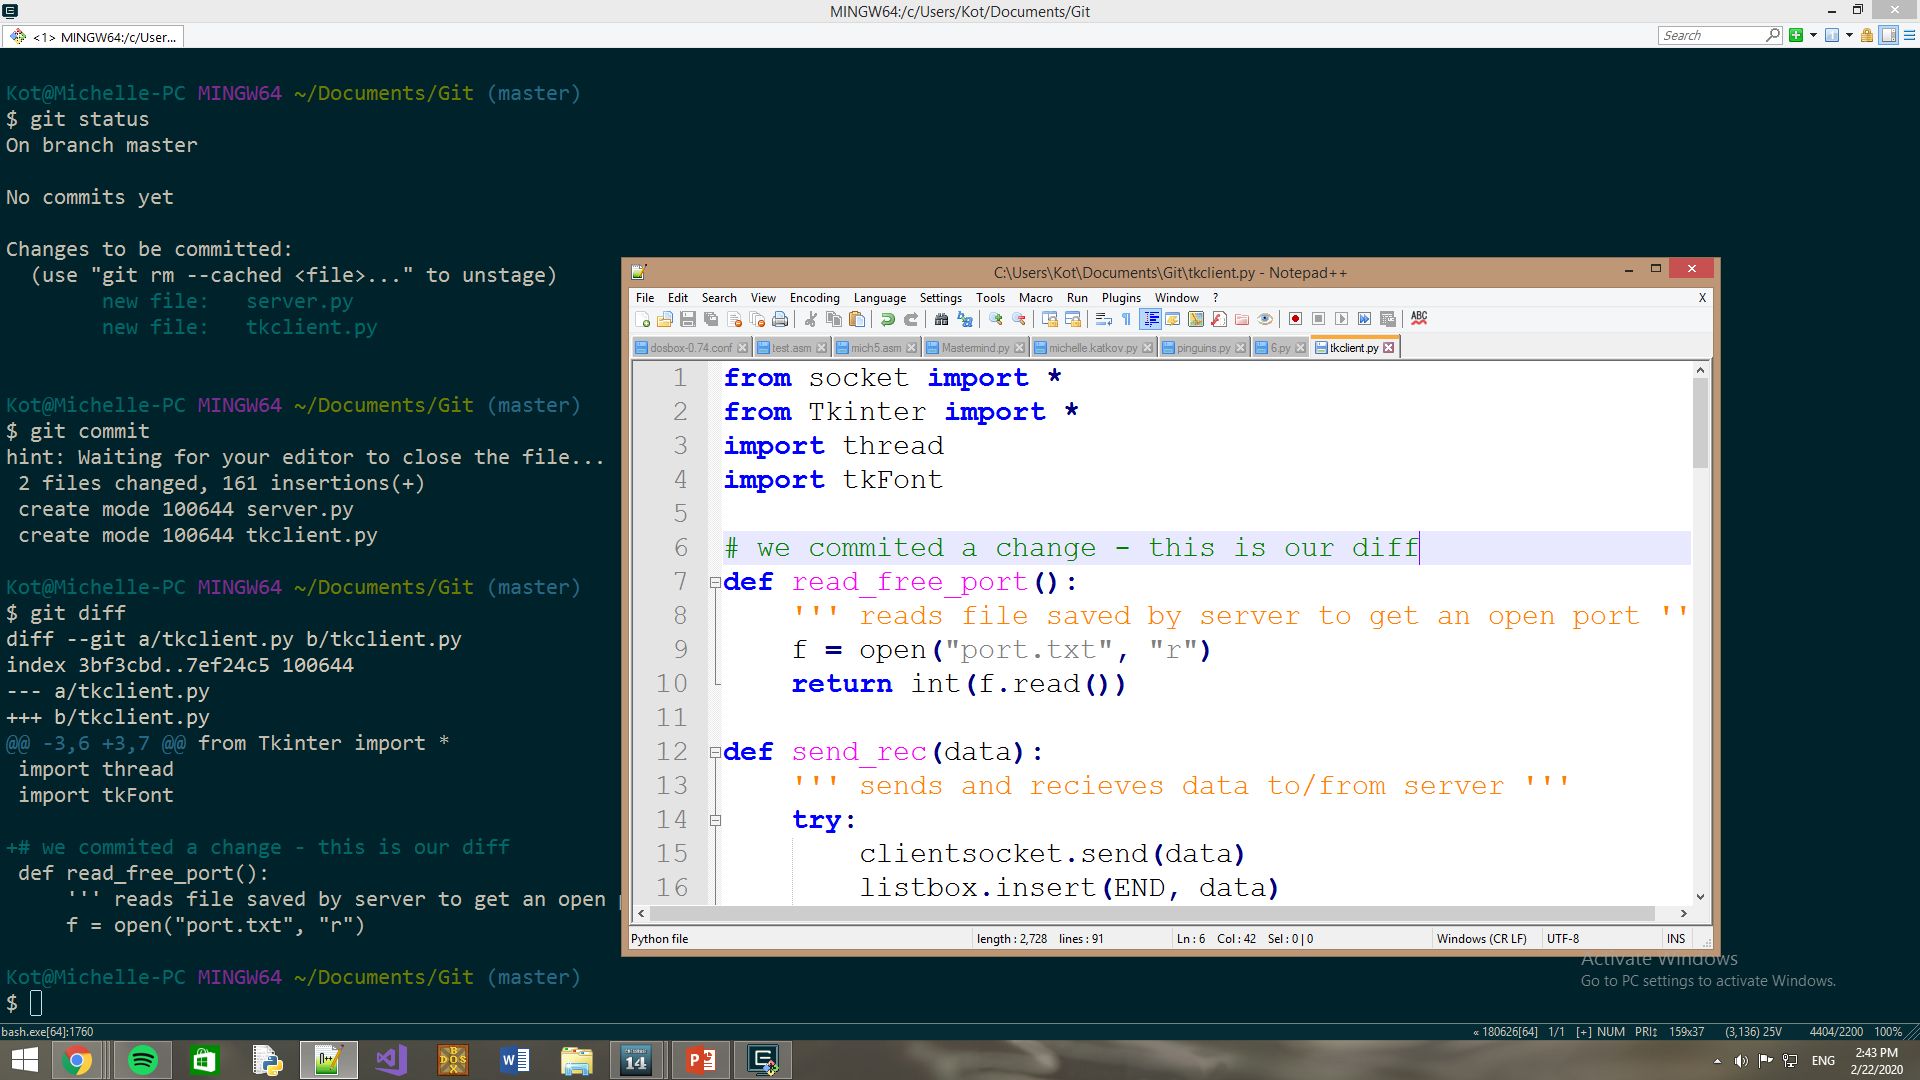 MINGW64:/c/Users/Kot/Documents/Git
<1> MINGW64:/c/User...
Search
Kot@Michelle-PC MINGW64 ~/Documents/Git (master)
$ git status
On branch master
No commits yet
Changes to be committed:
(use "git rm --cached <file>..." to unstage)
new file: server.py
new file: tkclient.py
Kot@Michelle-PC MINGW64 ~/Documents/Git (master)
$ git commit
hint: Waiting for your editor to close the file...
2 files changed, 161 insertions(+)
create mode 100644 server.py
create mode 100644 tkclient.py
Kot@Michelle-PC MINGW64 ~/Documents/Git (master)
$ git diff
diff --git a/tkclient.py b/tkclient.py
index 3bf3cbd..7ef24c5 100644
--- a/tkclient.py
+++ b/tkclient.py
@@ -3,6 +3,7 @@ from Tkinter import *
import thread
import tkFont
+# we commited a change - this is our diff
def read_free_port():
''' reads file saved by server to get an open
f = open("port.txt", "r")
Kot@Michelle-PC MINGW64 ~/Documents/Git (master)
$
C:\Users\Kot\Documents\Git\tkclient.py - Notepad++
File Edit Search View Encoding Language Settings Tools Macro Run Plugins Window ? X
ABC
dosbox-0.74.conf test.asm mich5.asm Mastermind.py michelle.katkov.py pinguins.py 6.py tkclient.py
1 from socket import *
2 from Tkinter import *
3 import thread
4 import tkFont
5
6 # we commited a change - this is our diff
7 def read_free_port():
8 ''' reads file saved by server to get an open port ''
9 f = open("port.txt", "r")
10 return int(f.read())
11
12 def send_rec(data):
13 ''' sends and recieves data to/from server '''
14 try:
15 clientsocket.send(data)
16 listbox.insert(END, data)
Python file length : 2,728 lines : 91 Ln : 6 Col : 42 Sel : 0 | 0 Windows (CR LF) UTF-8 INS
Activate Windows
Go to PC settings to activate Windows.
bash.exe[64]:1760 « 180626[64] 1/1 [+] NUM PRI↕ 159x37 (3,136) 25V 4404/2200 100%
n++ BOX DOS 14 ENG 2:43 PM
2/22/2020